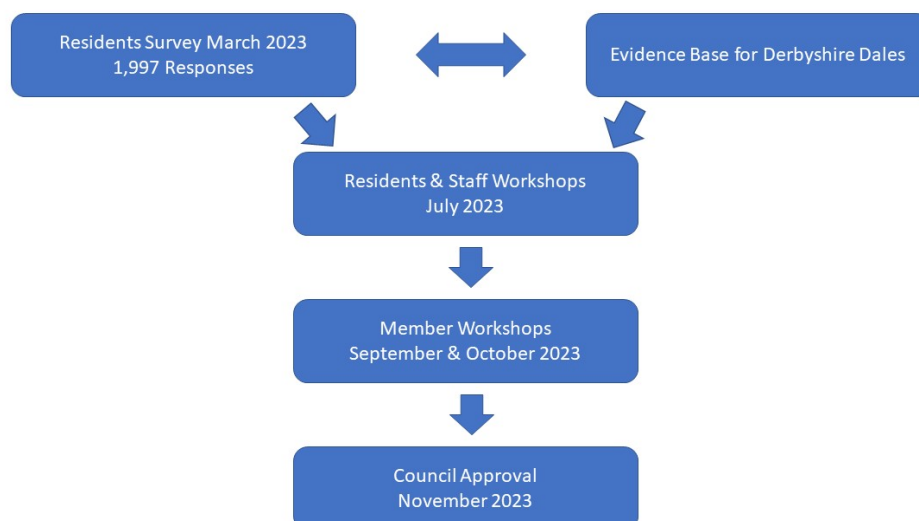 Residents Survey March 2023
1,997 Responses
Evidence Base for Derbyshire Dales
Residents & Staff Workshops
July 2023
Member Workshops
September & October 2023
Council Approval
November 2023